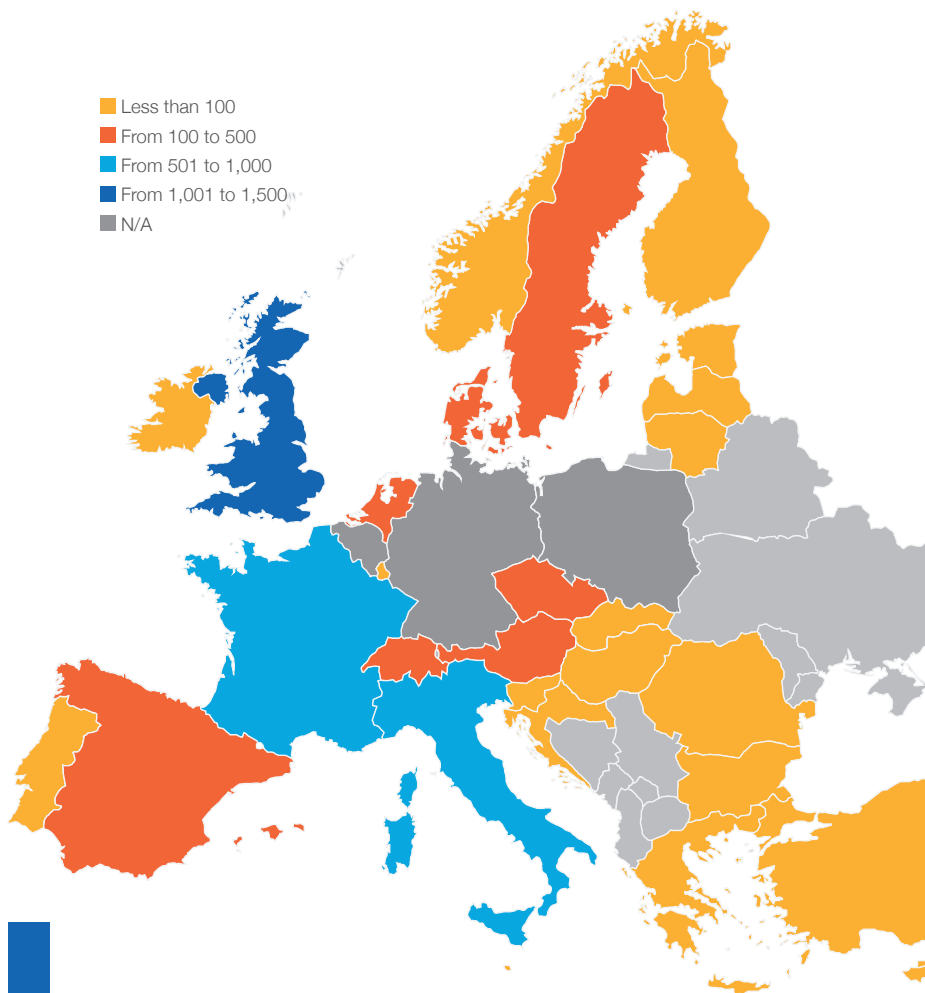 Less than 100
From 100 to 500
From 501 to 1,000
From 1,001 to 1,500
N/A